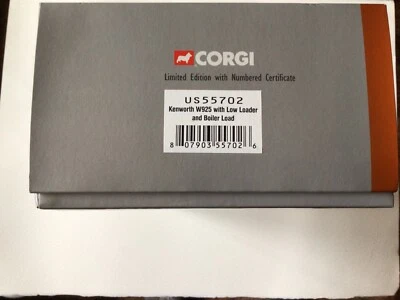 CORGI
Limited Edition with Numbered Certificate
US55702
Kenworth W925 with Low Loader
and Boiler Load
8 07903 55702 6